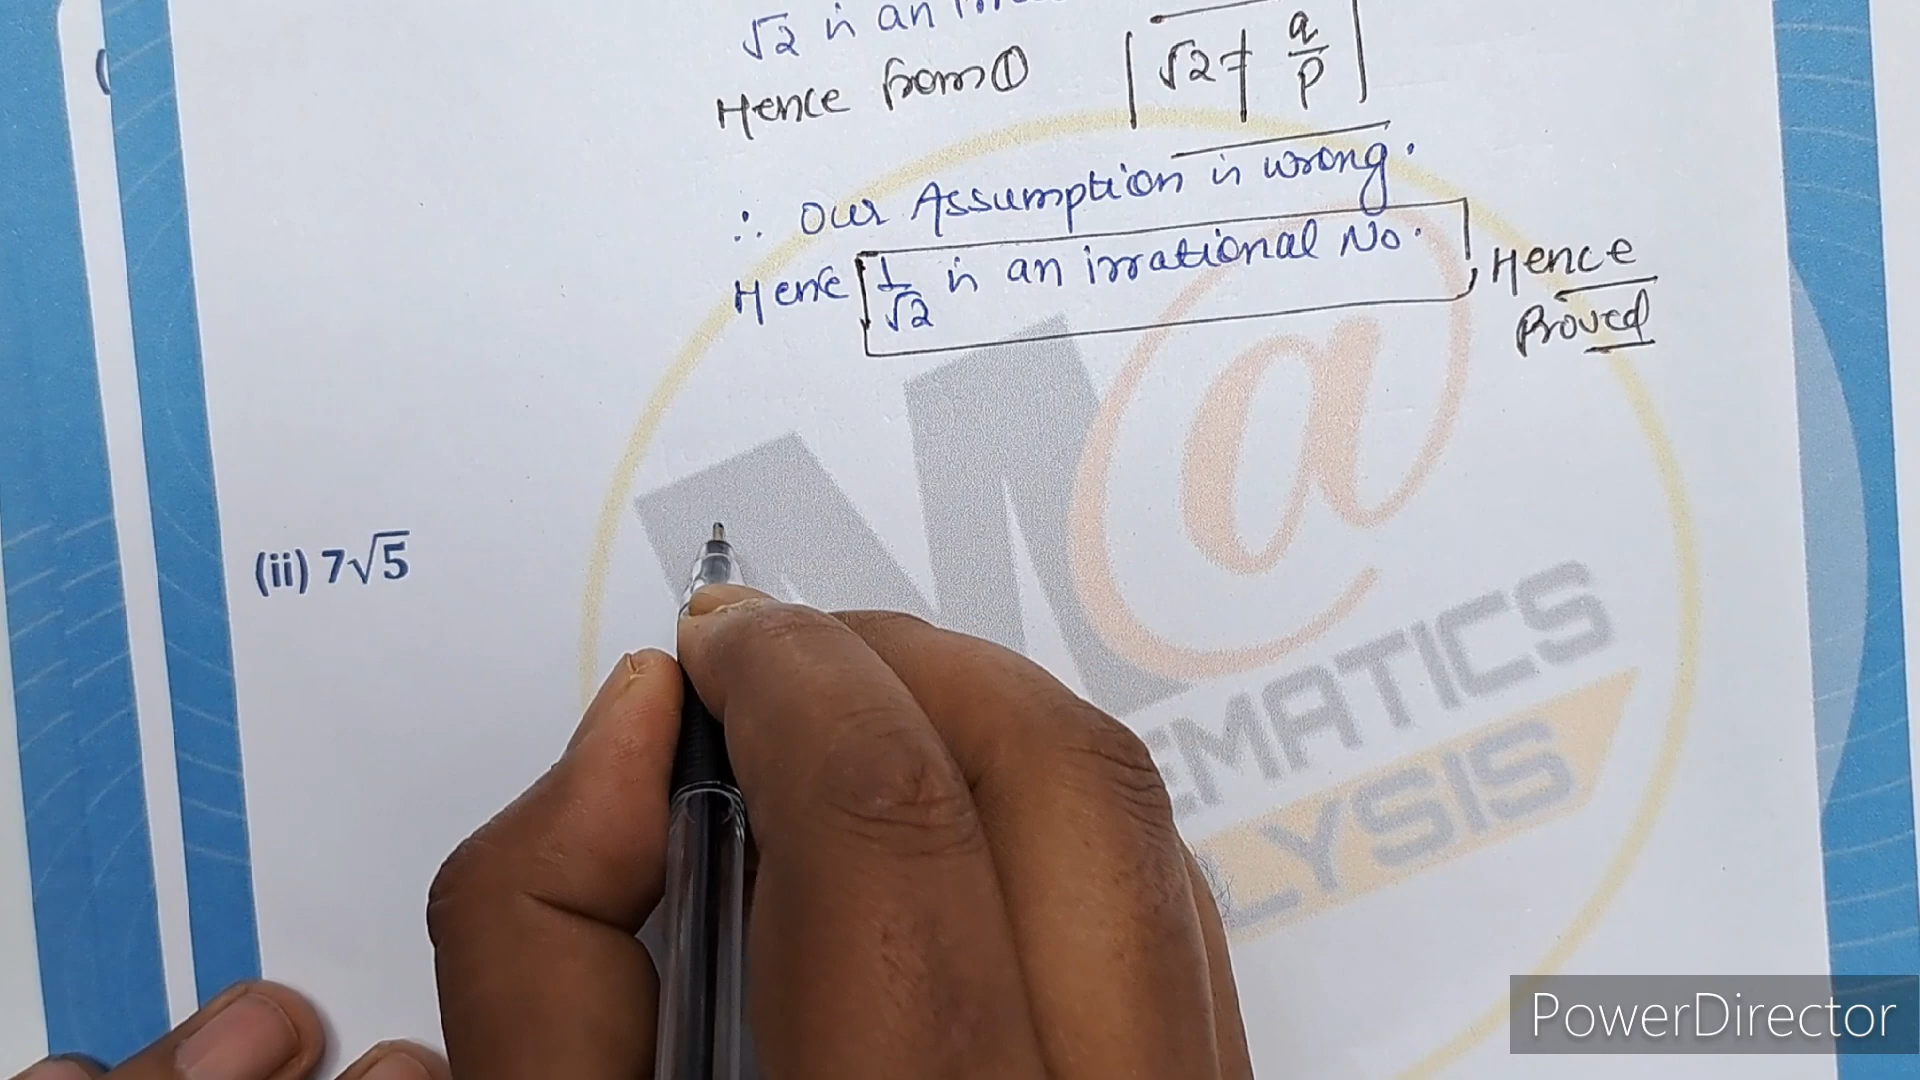 √2 is an
Hence from ① √2 ≠ q/p
∴ Our Assumption is wrong.
Hence 1/√2 is an irrational No. Hence
Proved
(ii) 7√5
M@
EMATICS
LYSIS
PowerDirector